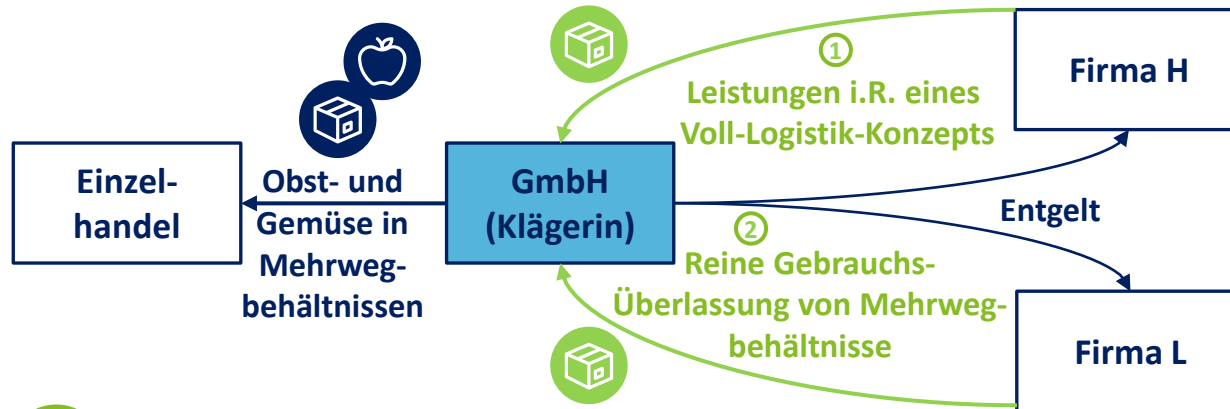 Einzel-
handel
Obst- und
Gemüse in
Mehrweg-
behältnissen
GmbH
(Klägerin)
1
Leistungen i.R. eines
Voll-Logistik-Konzepts
Firma H
Entgelt
2
Reine Gebrauchs-
Überlassung von Mehrweg-
behältnisse
Firma L